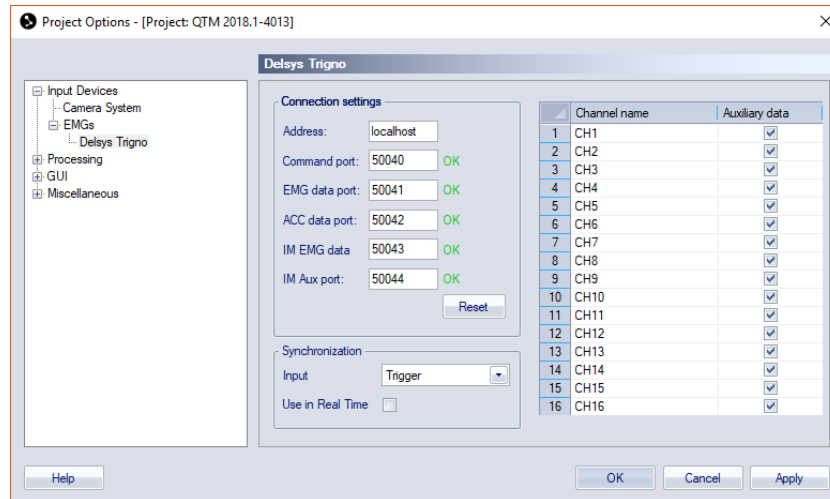 Project Options - [Project: QTM 2018.1-4013]
Delsys Trigno
Input Devices
Camera System
EMGs
Delsys Trigno
Processing
GUI
Miscellaneous
Connection settings
Address: localhost
Command port: 50040 OK
EMG data port: 50041 OK
ACC data port: 50042 OK
IM EMG data 50043 OK
IM Aux port: 50044 OK
Reset
Synchronization
Input Trigger
Use in Real Time
Channel name Auxiliary data
1 CH1
2 CH2
3 CH3
4 CH4
5 CH5
6 CH6
7 CH7
8 CH8
9 CH9
10 CH10
11 CH11
12 CH12
13 CH13
14 CH14
15 CH15
16 CH16
Help OK Cancel Apply